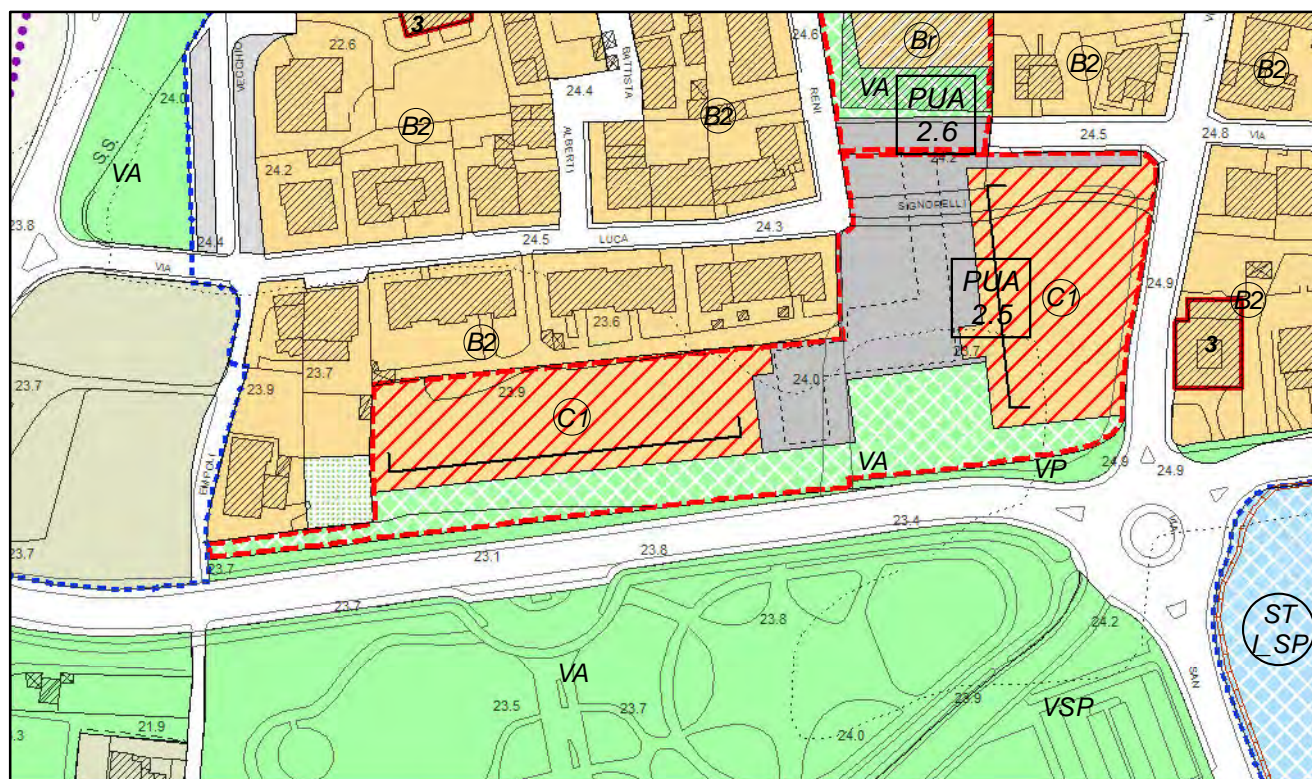 3
22.6
24.6
Br
B2
B2
VECCHIO
BATTISTA
24.4
24.0
RENI
VA
PUA
2.6
B2
B2
S.S.
ALBERTI
24.5
24.8
VIA
VA
24.2
24.2
SIGNORELLI
23.8
24.4
24.5
LUCA
24.3
VIA
PUA
2.5
C1
24.9
B2
23.6
B2
3
23.7
23.7
23.9
23.9
23.7
24.0
C1
EMPOLI
VA
VP
24.9
24.9
23.4
VIA
23.7
23.7
23.1
23.8
23.7
23.8
24.2
ST
I_SP
VA
SAN
23.5
23.7
23.9
VSP
21.9
.3
24.0